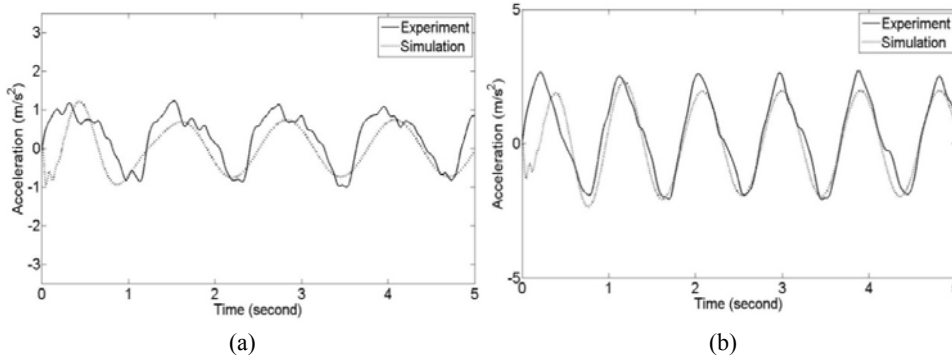 3
2
1
0
-1
-2
-3
Acceleration (m/s²)
0 1 2 3 4 5
Time (second)
Experiment
Simulation
(a)
5
0
-5
Acceleration (m/s²)
0 1 2 3 4
Time (second)
Experiment
Simulation
(b)